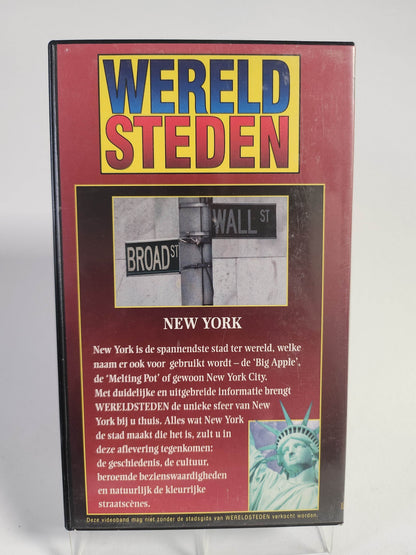 WERELD
STEDEN
WALL ST
BROAD ST
NEW YORK
New York is de spannendste stad ter wereld, welke
naam er ook voor gebruikt wordt – de 'Big Apple',
de 'Melting Pot' of gewoon New York City.
Met duidelijke en uitgebreide informatie brengt
WERELDSTEDEN de unieke sfeer van New
York bij u thuis. Alles wat New York
de stad maakt die het is, zult u in
deze aflevering tegenkomen:
de geschiedenis, de cultuur,
beroemde bezienswaardigheden
en natuurlijk de kleurrijke
straatscènes.
Deze videoband mag niet zonder de stadsgids van WERELDSTEDEN verkocht worden.